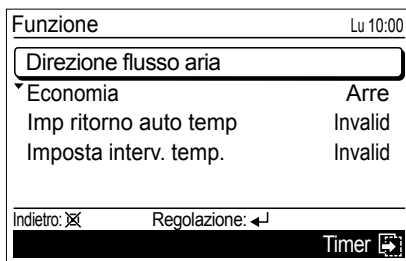 Funzione Lu 10:00
Direzione flusso aria
Economia Arre
Imp ritorno auto temp Invalid
Imposta interv. temp. Invalid
Indietro: Regolazione:
Timer